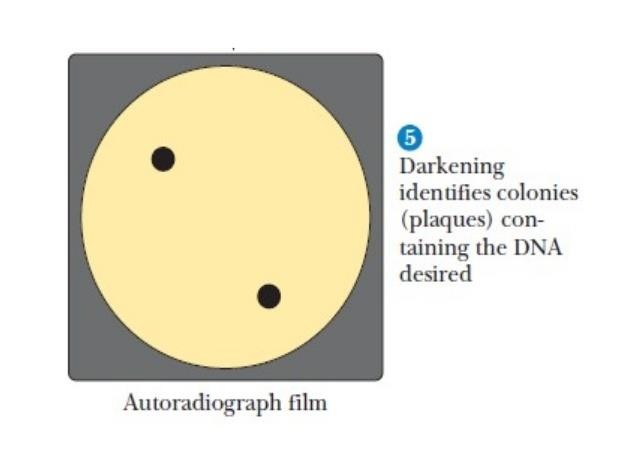 5
Darkening
identifies colonies
(plaques) con-
taining the DNA
desired
Autoradiograph film